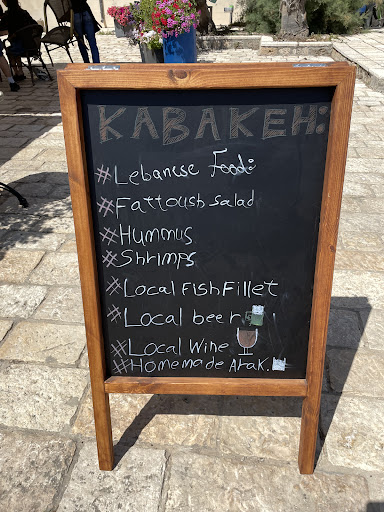 KABAKEH:
#Lebanese Food:
#Fattoush salad
#Hummus
#Shrimps
#Local FishFillet
#Local beer
#Local Wine
#Homemade Arak.